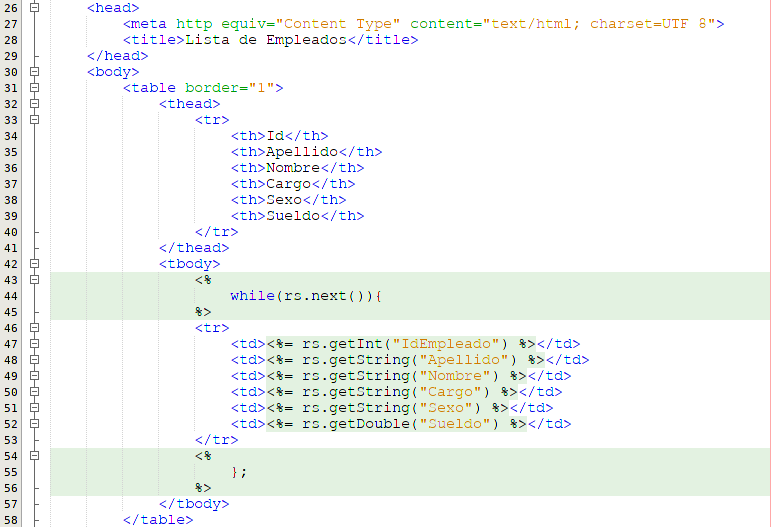 26 <head>
27 <meta http equiv="Content Type" content="text/html; charset=UTF 8">
28 <title>Lista de Empleados</title>
29 </head>
30 <body>
31 <table border="1">
32 <thead>
33 <tr>
34 <th>Id</th>
35 <th>Apellido</th>
36 <th>Nombre</th>
37 <th>Cargo</th>
38 <th>Sexo</th>
39 <th>Sueldo</th>
40 </tr>
41 </thead>
42 <tbody>
43 <%
44 while(rs.next()){
45 %>
46 <tr>
47 <td><%= rs.getInt("IdEmpleado") %></td>
48 <td><%= rs.getString("Apellido") %></td>
49 <td><%= rs.getString("Nombre") %></td>
50 <td><%= rs.getString("Cargo") %></td>
51 <td><%= rs.getString("Sexo") %></td>
52 <td><%= rs.getDouble("Sueldo") %></td>
53 </tr>
54 <%
55 };
56 %>
57 </tbody>
58 </table>